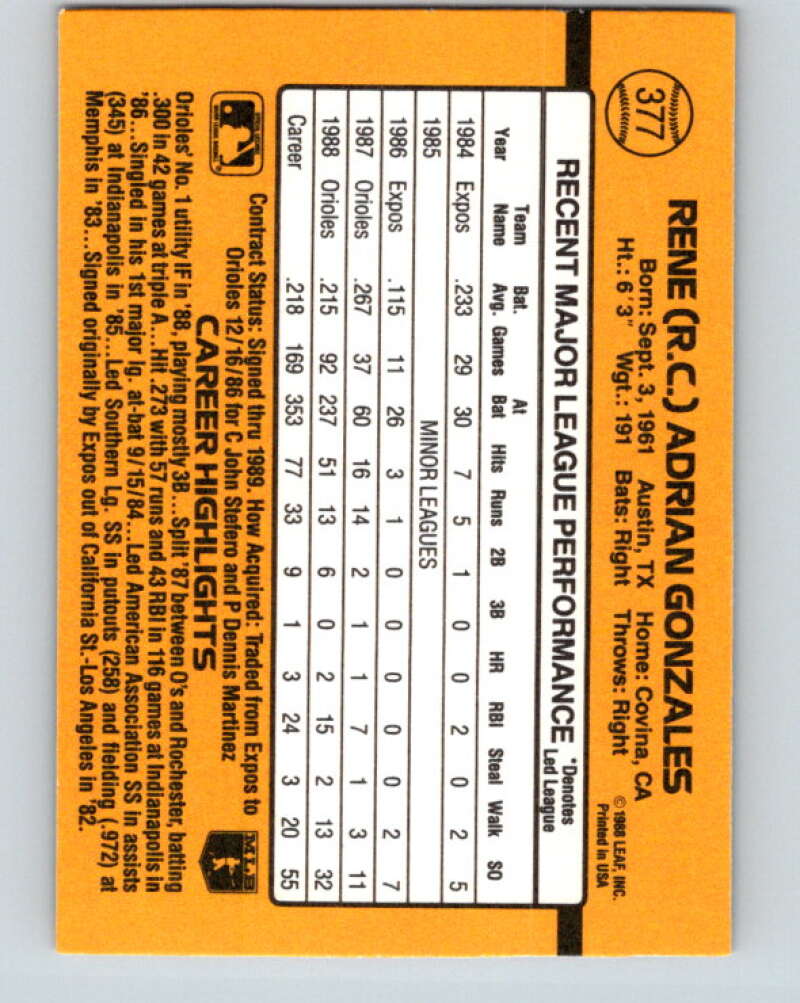 377
RENE (R.C.) ADRIAN GONZALES
Born: Sept. 3, 1961 Austin, TX Home: Covina, CA
Ht.: 6'3" Wgt.: 191 Bats: Right Throws: Right
© 1988 LEAF, INC.
Printed in USA
RECENT MAJOR LEAGUE PERFORMANCE *Denotes Led League
Year Team Name Bat. Avg. Games At Bat Hits Runs 2B 3B HR RBI Steal Walk SO
1984 Expos .233 29 30 7 5 1 0 0 2 0 2 5
1985 MINOR LEAGUES
1986 Expos .115 11 26 3 1 0 0 0 0 0 2 7
1987 Orioles .267 37 60 16 14 2 1 1 7 1 3 11
1988 Orioles .215 92 237 51 13 6 0 2 15 2 13 32
Career .218 169 353 77 33 9 1 3 24 3 20 55
Contract Status: Signed thru 1989. How Acquired: Traded from Expos to
Orioles 12/16/86 for C John Stefero and P Dennis Martinez
MLB
CAREER HIGHLIGHTS
Orioles' No. 1 utility IF in '88, playing mostly 3B...Split '87 between O's and Rochester, batting
.300 in 42 games at triple A...Hit .273 with 57 runs and 43 RBI in 116 games at Indianapolis in
'86...Singled in his 1st major lg. at-bat 9/15/84...Led American Association SS in assists
(345) at Indianapolis in '85...Led Southern Lg. SS in putouts (258) and fielding (.972) at
Memphis in '83...Signed originally by Expos out of California St.-Los Angeles in '82.